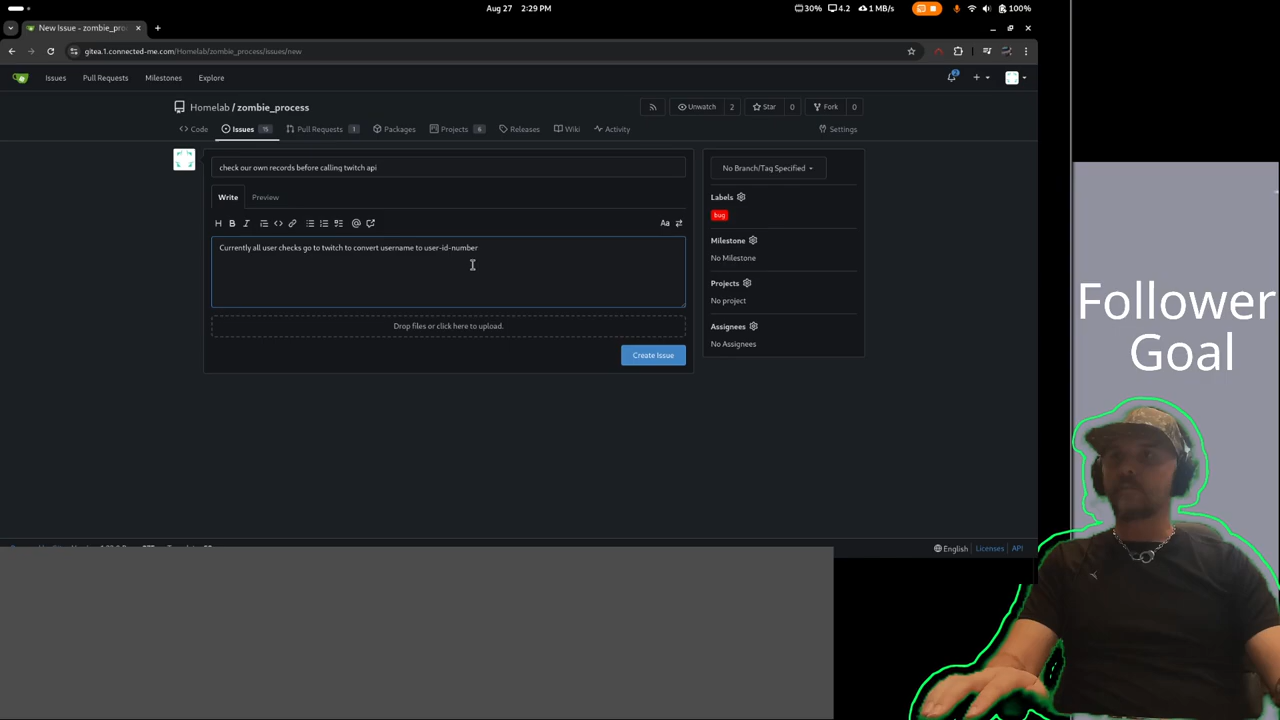 Aug 27 2:29 PM
30% 4.2 1 MB/s 100%
New Issue - zombie_proc
gitea.1.connected-me.com/Homelab/zombie_process/issues/new
Issues Pull Requests Milestones Explore
Homelab / zombie_process
Unwatch 2 Star 0 Fork 0
Code Issues 15 Pull Requests 1 Packages Projects 6 Releases Wiki Activity Settings
check our own records before calling twitch api
No Branch/Tag Specified
Write Preview
Labels
bug
H B I Aa
Currently all user checks go to twitch to convert username to user-id-number
Milestone
No Milestone
Projects
No project
Drop files or click here to upload.
Assignees
No Assignees
Create Issue
English Licenses API
Follower
Goal